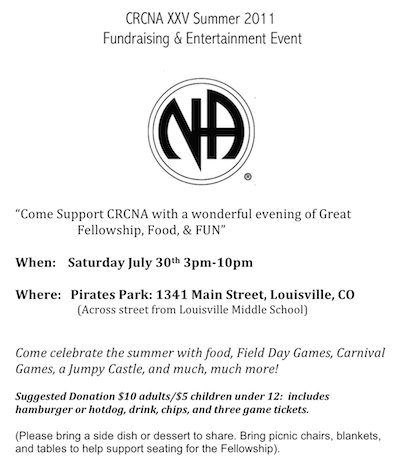 CRCNA XXV Summer 2011
Fundraising & Entertainment Event
NA
®
“Come Support CRCNA with a wonderful evening of Great
Fellowship, Food, & FUN”
When: Saturday July 30th 3pm-10pm
Where: Pirates Park: 1341 Main Street, Louisville, CO
(Across street from Louisville Middle School)
Come celebrate the summer with food, Field Day Games, Carnival
Games, a Jumpy Castle, and much, much more!
Suggested Donation $10 adults/$5 children under 12: includes
hamburger or hotdog, drink, chips, and three game tickets.
(Please bring a side dish or dessert to share. Bring picnic chairs, blankets,
and tables to help support seating for the Fellowship).